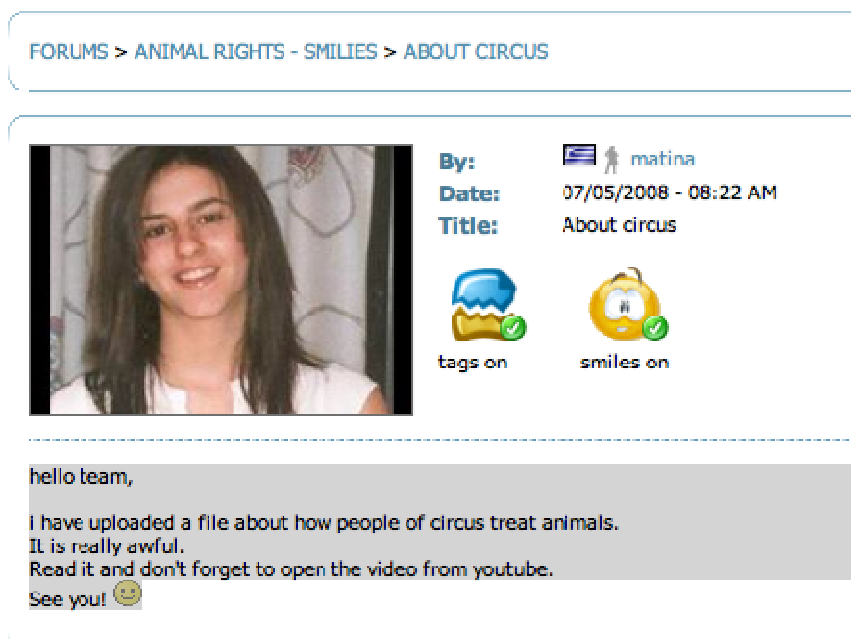 FORUMS > ANIMAL RIGHTS - SMILIES > ABOUT CIRCUS
By: matina
Date: 07/05/2008 - 08:22 AM
Title: About circus
tags on smiles on
hello team,
i have uploaded a file about how people of circus treat animals.
It is really awful.
Read it and don't forget to open the video from youtube.
See you!